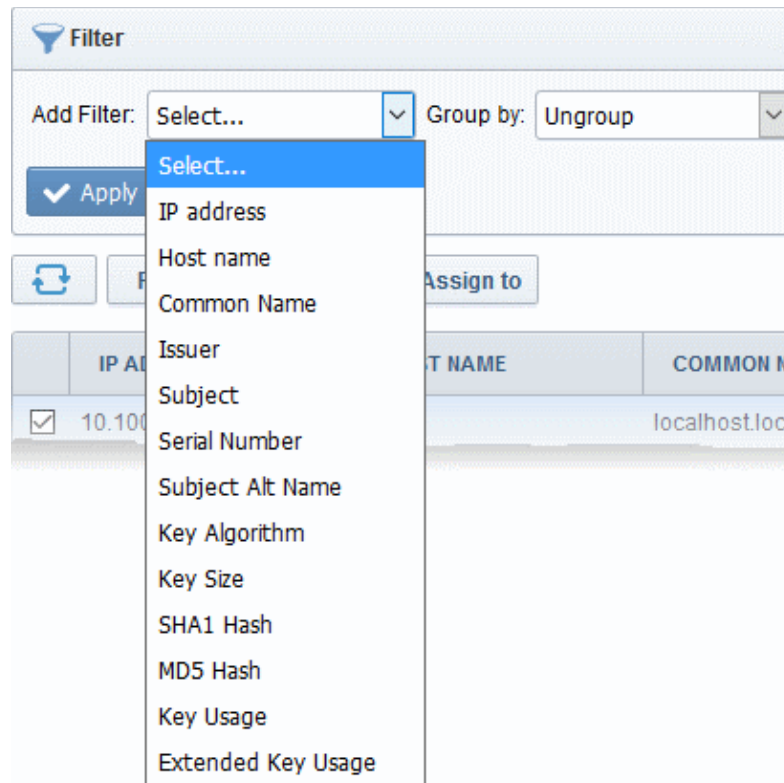 Filter
Add Filter: Select... Group by: Ungroup
Select...
Apply
IP address
Host name
Assign to
Common Name
Issuer
IP AD
T NAME
COMMON N
Subject
10.100
localhost.loc
Serial Number
Subject Alt Name
Key Algorithm
Key Size
SHA1 Hash
MD5 Hash
Key Usage
Extended Key Usage